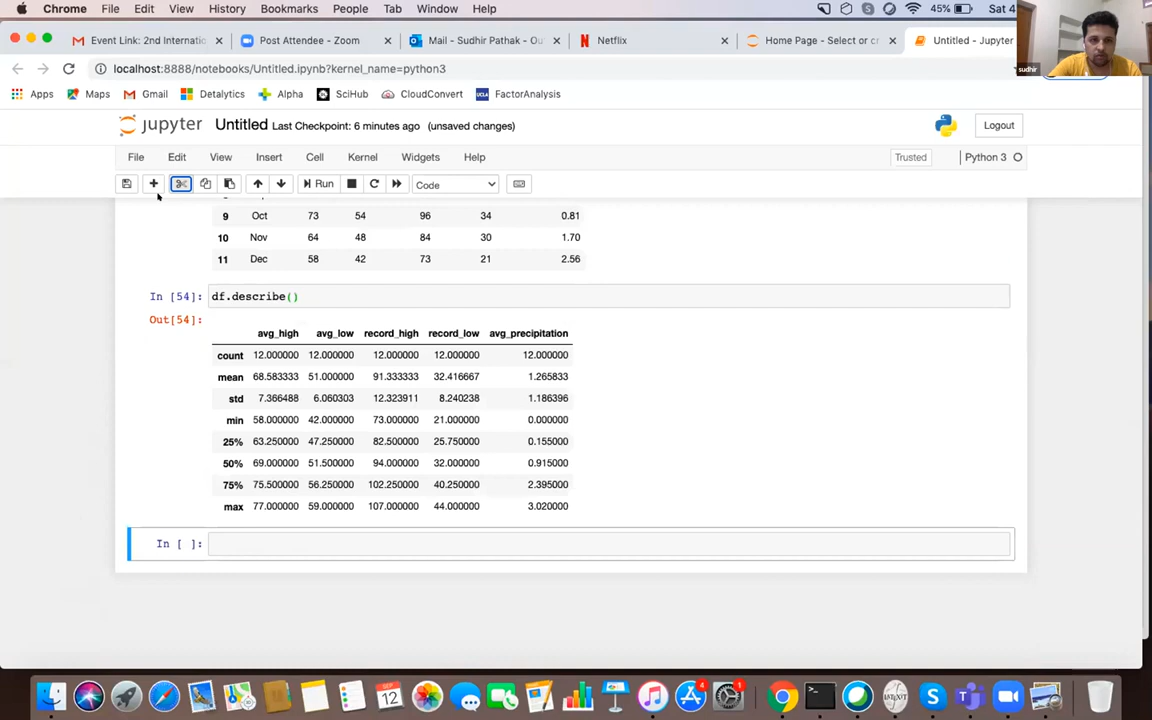 Chrome File Edit View History Bookmarks People Tab Window Help 45% Sat 4
Event Link: 2nd Internatio Post Attendee - Zoom Mail - Sudhir Pathak - Ou Netflix Home Page - Select or c Untitled - Jupyter
sudhir
localhost:8888/notebooks/Untitled.ipynb?kernel_name=python3
Apps Maps Gmail Detalytics Alpha SciHub CloudConvert UCLA FactorAnalysis
jupyter Untitled Last Checkpoint: 6 minutes ago (unsaved changes) Logout
File Edit View Insert Cell Kernel Widgets Help Trusted Python 3
Run Code
9 Oct 73 54 96 34 0.81
10 Nov 64 48 84 30 1.70
11 Dec 58 42 73 21 2.56
In [54]: df.describe()
Out[54]:
avg_high avg_low record_high record_low avg_precipitation
count 12.000000 12.000000 12.000000 12.000000 12.000000
mean 68.583333 51.000000 91.333333 32.416667 1.265833
std 7.366488 6.060303 12.323911 8.240238 1.186396
min 58.000000 42.000000 73.000000 21.000000 0.000000
25% 63.250000 47.250000 82.500000 25.750000 0.155000
50% 69.000000 51.500000 94.000000 32.000000 0.915000
75% 75.500000 56.250000 102.250000 40.250000 2.395000
max 77.000000 59.000000 107.000000 44.000000 3.020000
In [ ]:
SEP 12 4 1